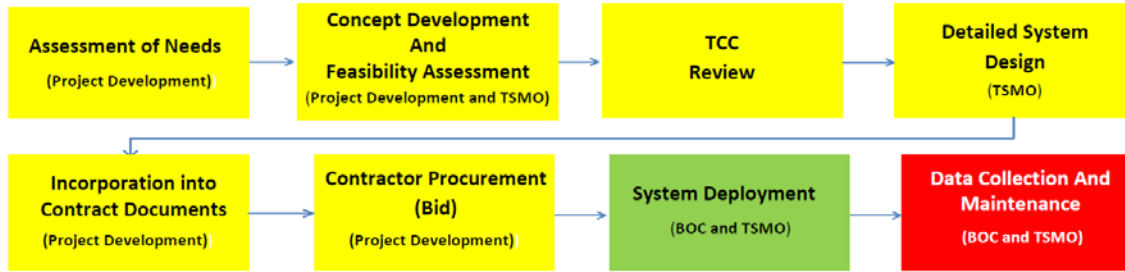 Assessment of Needs
(Project Development)
Concept Development
And
Feasibility Assessment
(Project Development and TSMO)
TCC
Review
Detailed System
Design
(TSMO)
Incorporation into
Contract Documents
(Project Development)
Contractor Procurement
(Bid)
(Project Development)
System Deployment
(BOC and TSMO)
Data Collection And
Maintenance
(BOC and TSMO)